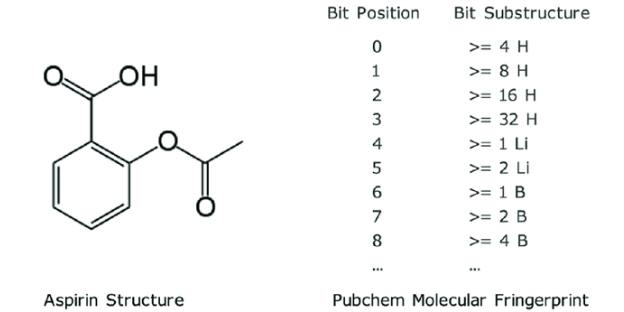 Bit Position Bit Substructure
0 >= 4 H
1 >= 8 H
2 >= 16 H
3 >= 32 H
4 >= 1 Li
5 >= 2 Li
6 >= 1 B
7 >= 2 B
8 >= 4 B
... ...
O OH
O
O
Aspirin Structure
Pubchem Molecular Fringerprint